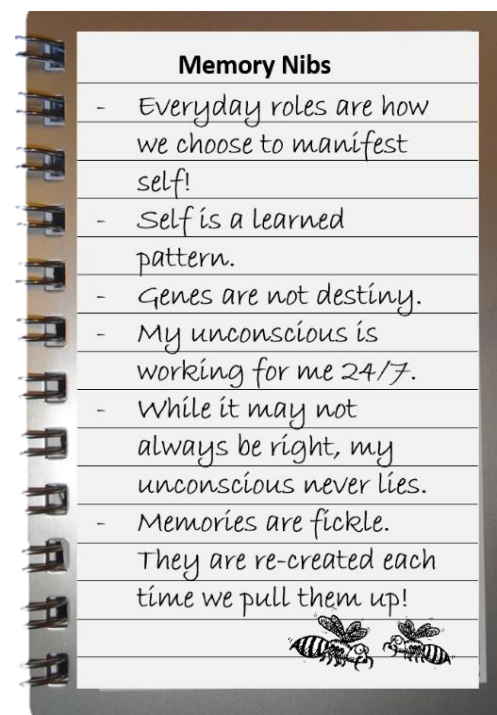 Memory Nibs
- Everyday roles are how
we choose to manifest
self!
- Self is a learned
pattern.
- Genes are not destiny.
- My unconscious is
working for me 24/7.
- While it may not
always be right, my
unconscious never lies.
- Memories are fickle.
They are re-created each
time we pull them up!